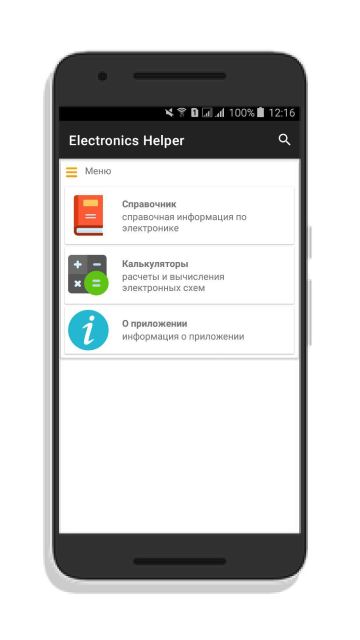 100% 12:16
Electronics Helper
Меню
Справочник
справочная информация по
электронике
Калькуляторы
расчеты и вычисления
электронных схем
О приложении
информация о приложении